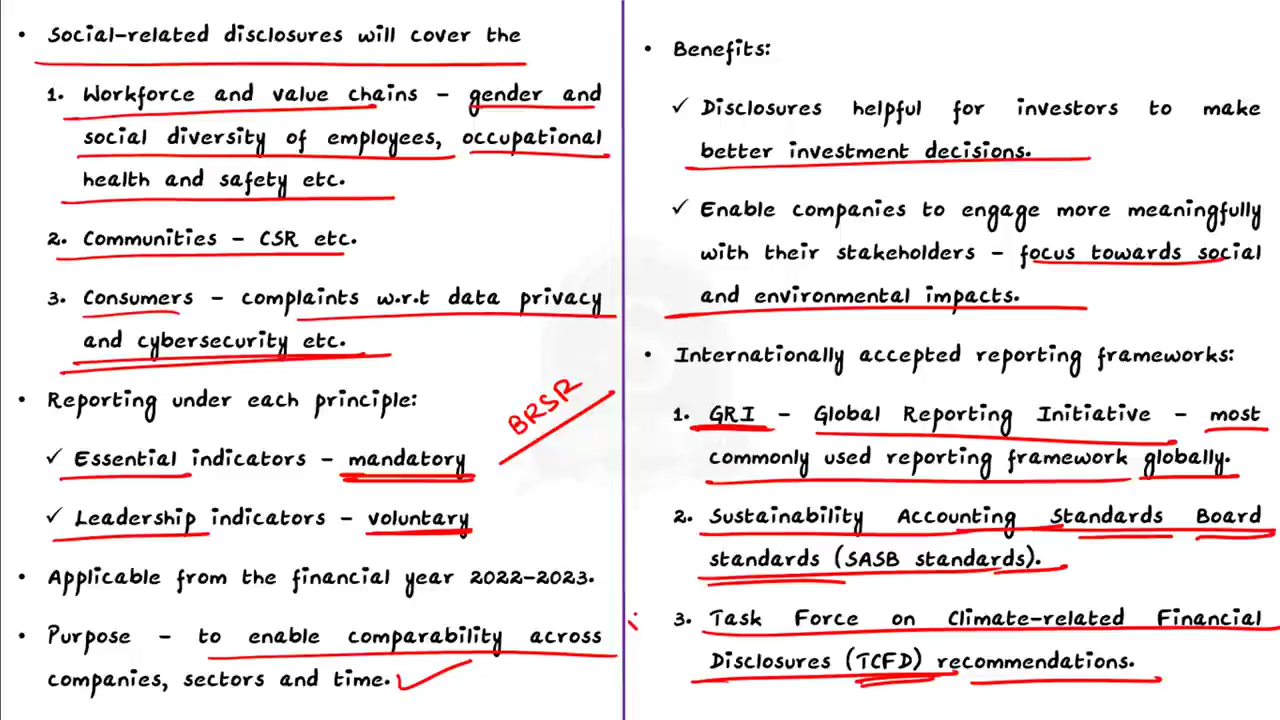 • Social-related disclosures will cover the
1. Workforce and value chains – gender and
social diversity of employees, occupational
health and safety etc.
2. Communities – CSR etc.
3. Consumers – complaints w.r.t data privacy
and cybersecurity etc.
• Reporting under each principle:
BRSR
✓ Essential indicators – mandatory
✓ Leadership indicators – voluntary
• Applicable from the financial year 2022-2023.
• Purpose – to enable comparability across
companies, sectors and time.
• Benefits:
✓ Disclosures helpful for investors to make
better investment decisions.
✓ Enable companies to engage more meaningfully
with their stakeholders – focus towards social
and environmental impacts.
• Internationally accepted reporting frameworks:
1. GRI – Global Reporting Initiative – most
commonly used reporting framework globally.
2. Sustainability Accounting Standards Board
standards (SASB standards).
3. Task Force on Climate-related Financial
Disclosures (TCFD) recommendations.